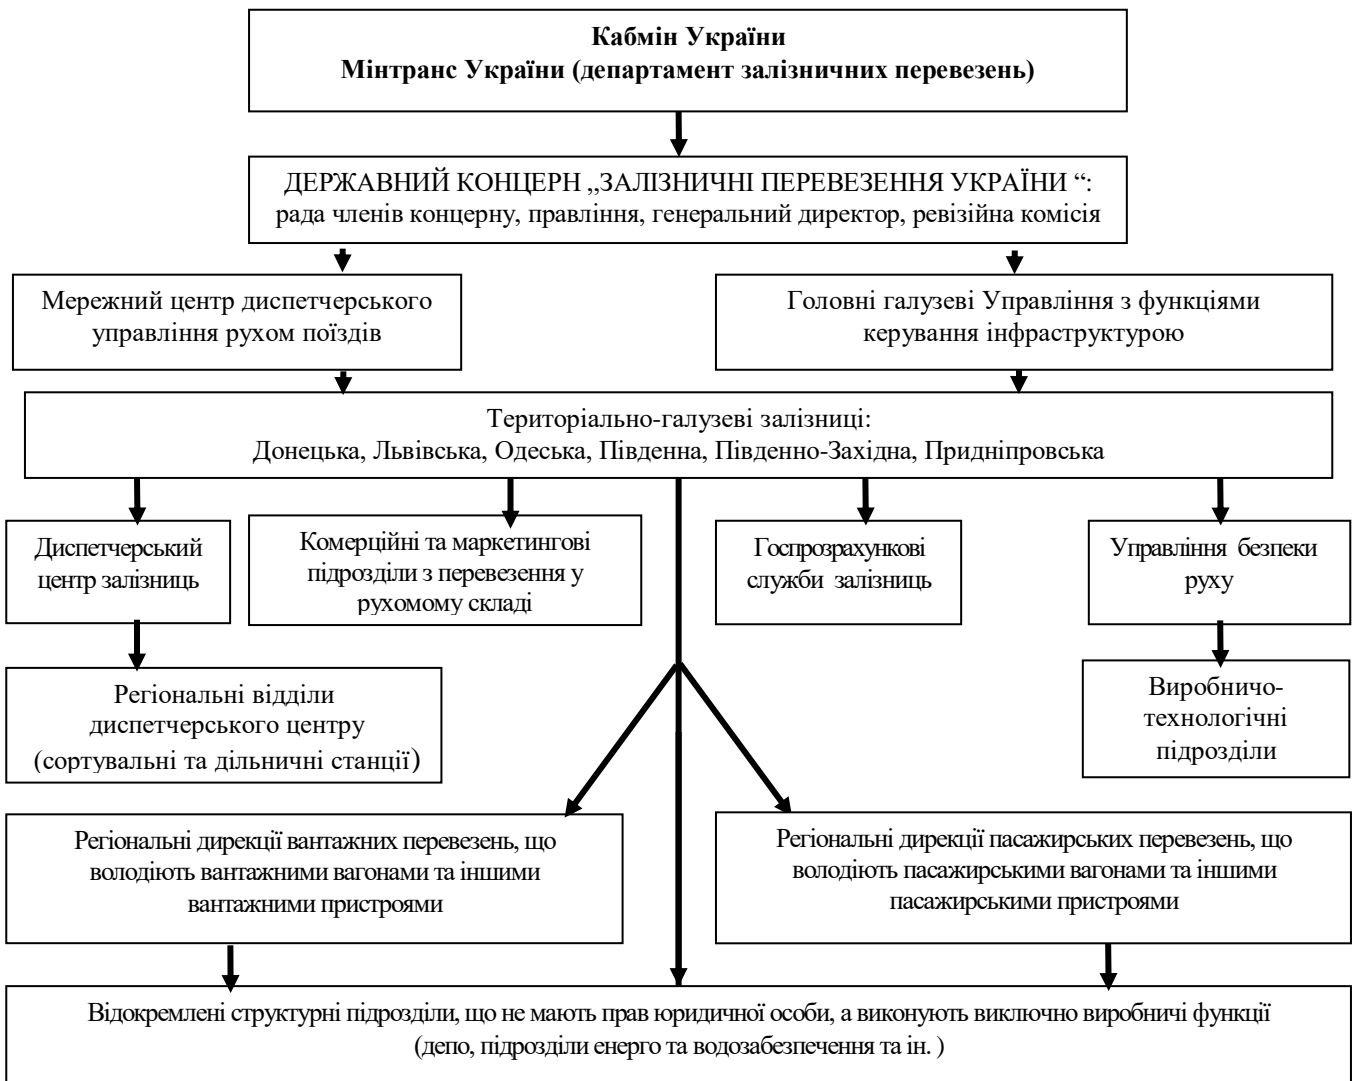 Кабмін України
Мінтранс України (департамент залізничних перевезень)
ДЕРЖАВНИЙ КОНЦЕРН „ЗАЛІЗНИЧНІ ПЕРЕВЕЗЕННЯ УКРАЇНИ “:
рада членів концерну, правління, генеральний директор, ревізійна комісія
Мережний центр диспетчерського
управління рухом поїздів
Головні галузеві Управління з функціями
керування інфраструктурою
Територіально-галузеві залізниці:
Донецька, Львівська, Одеська, Південна, Південно-Західна, Придніпровська
Диспетчерський
центр залізниць
Комерційні та маркетингові
підрозділи з перевезення у
рухомому складі
Госпрозрахункові
служби залізниць
Управління безпеки
руху
Регіональні відділи
диспетчерського центру
(сортувальні та дільничні станції)
Виробничо-
технологічні
підрозділи
Регіональні дирекції вантажних перевезень, що
володіють вантажними вагонами та іншими
вантажними пристроями
Регіональні дирекції пасажирських перевезень, що
володіють пасажирськими вагонами та іншими
пасажирськими пристроями
Відокремлені структурні підрозділи, що не мають прав юридичної особи, а виконують виключно виробничі функції
(депо, підрозділи енерго та водозабезпечення та ін. )